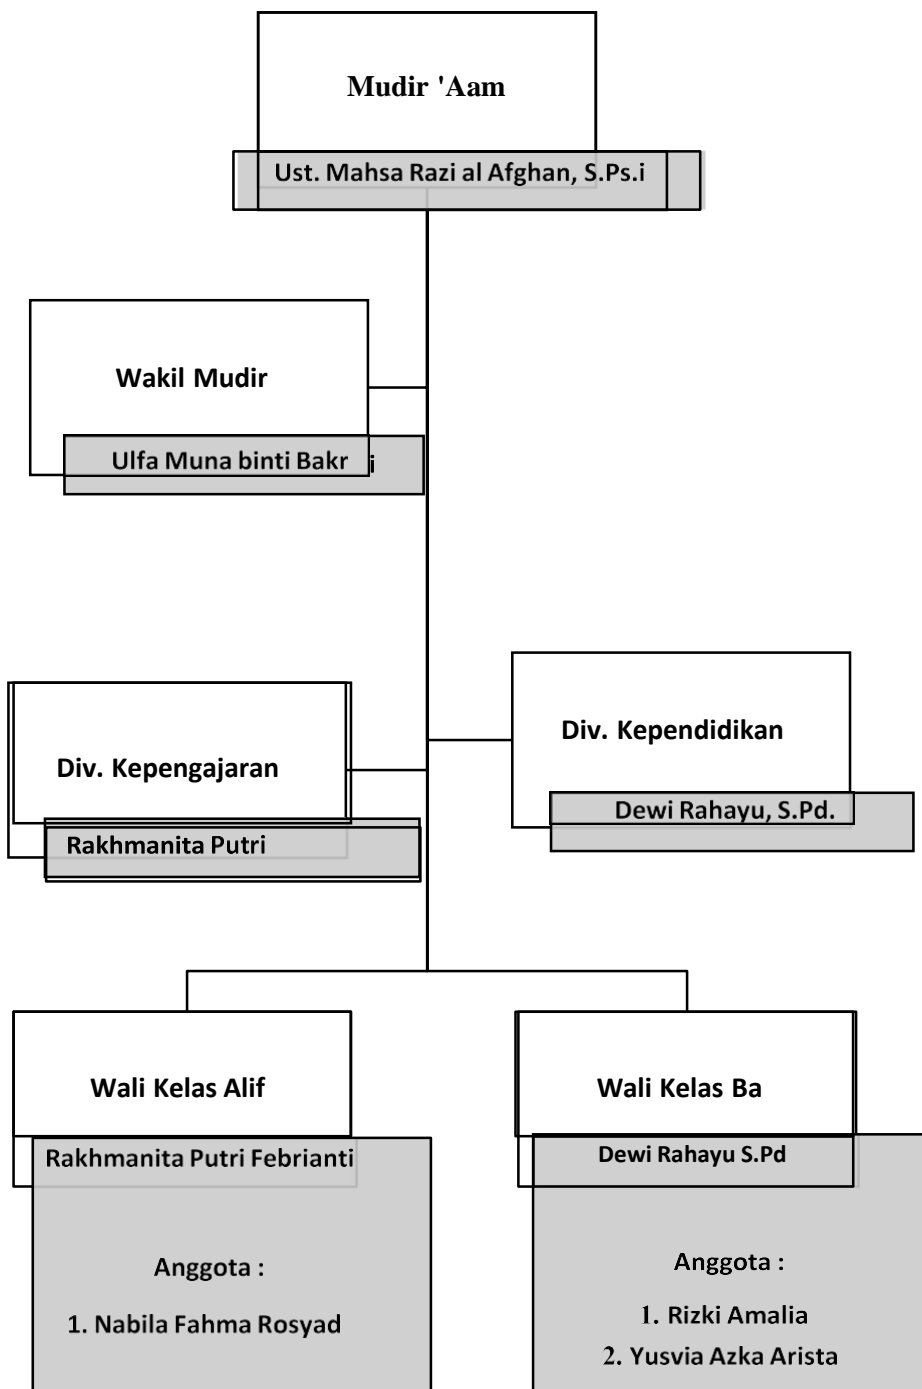 Mudir 'Aam
Ust. Mahsa Razi al Afghan, S.Ps.i
Wakil Mudir
Ulfa Muna binti Bakri
Div. Kependidikan
Dewi Rahayu, S.Pd.
Div. Kepengajaran
Rakhmanita Putri
Wali Kelas Alif
Rakhmanita Putri Febrianti
Anggota :
1. Nabila Fahma Rosyad
Wali Kelas Ba
Dewi Rahayu S.Pd
Anggota :
1. Rizki Amalia
2. Yusvia Azka Arista